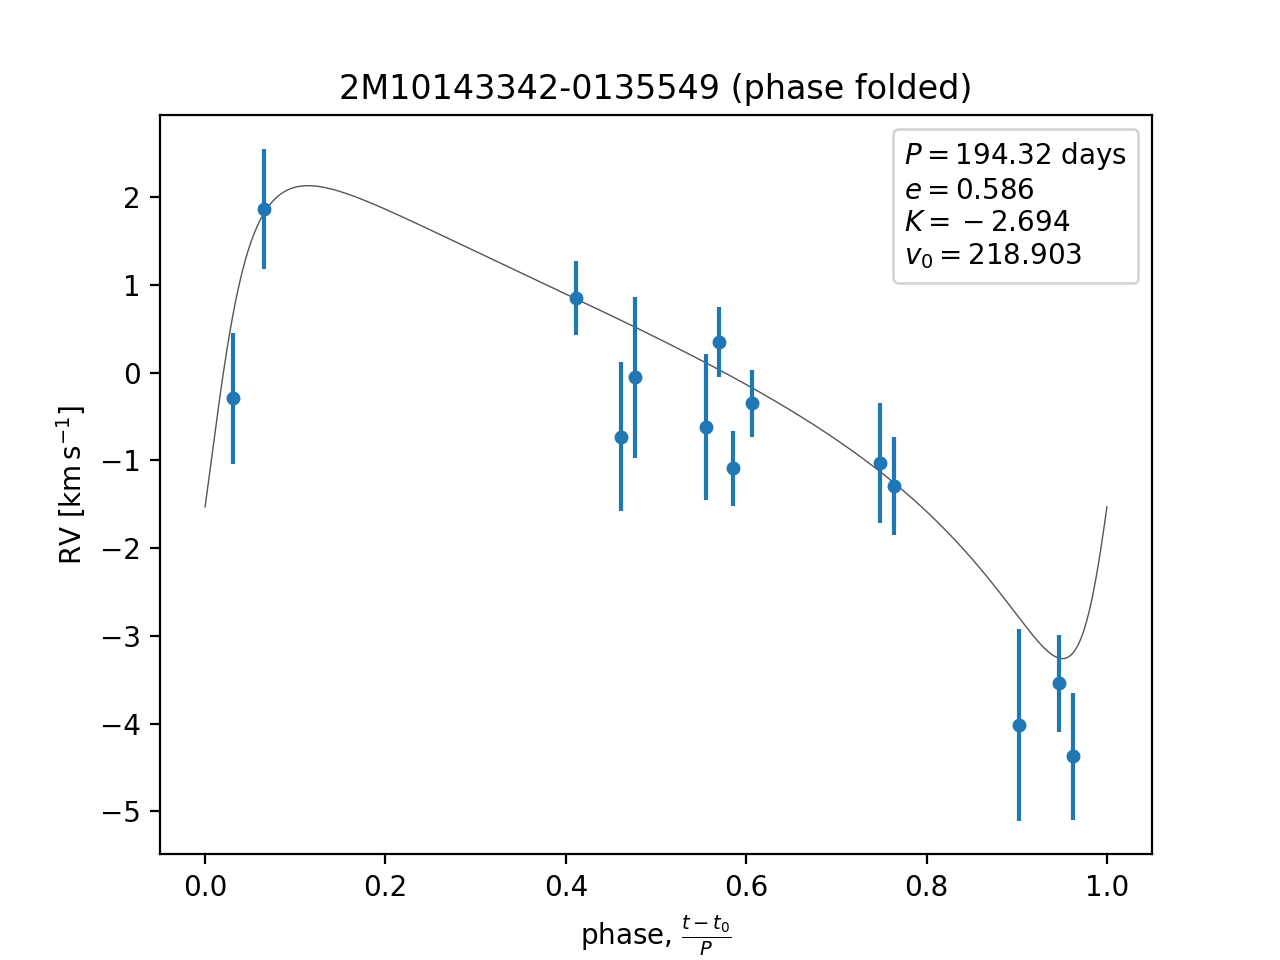 2M10143342-0135549 (phase folded)
P = 194.32 days
e = 0.586
K = −2.694
v₀ = 218.903
RV [km s⁻¹]
2
1
0
−1
−2
−3
−4
−5
0.0 0.2 0.4 0.6 0.8 1.0
phase, (t − t₀)/P